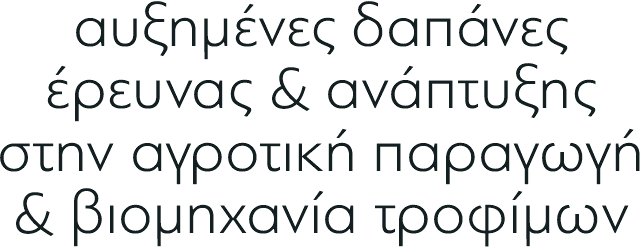 αυξημένες δαπάνες
έρευνας & ανάπτυξης
στην αγροτική παραγωγή
& βιομηχανία τροφίμων